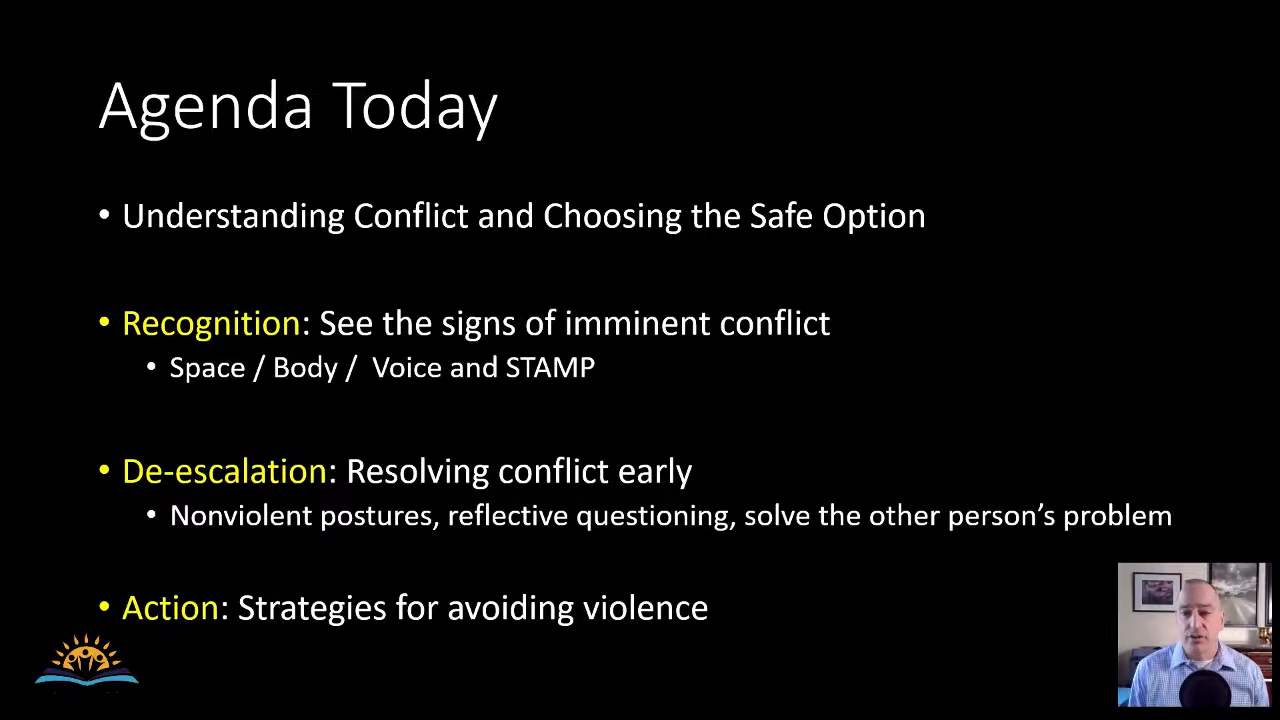 Agenda Today
• Understanding Conflict and Choosing the Safe Option
• Recognition: See the signs of imminent conflict
• Space / Body / Voice and STAMP
• De-escalation: Resolving conflict early
• Nonviolent postures, reflective questioning, solve the other person’s problem
• Action: Strategies for avoiding violence